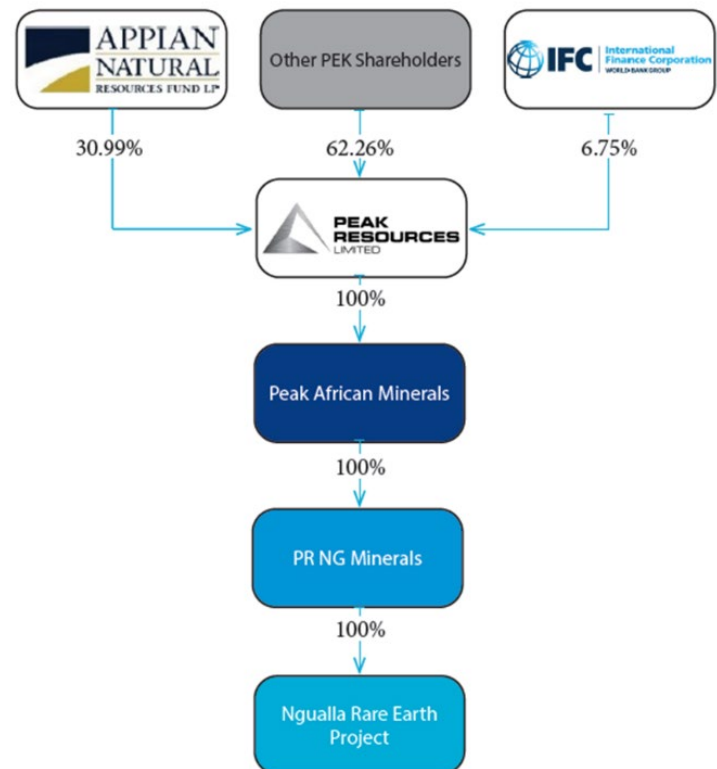 APPIAN
NATURAL
RESOURCES FUND LP
Other PEK Shareholders
IFC
International
Finance Corporation
WORLD BANK GROUP
30.99%
62.26%
6.75%
PEAK
RESOURCES
LIMITED
100%
Peak African Minerals
100%
PR NG Minerals
100%
Ngualla Rare Earth
Project